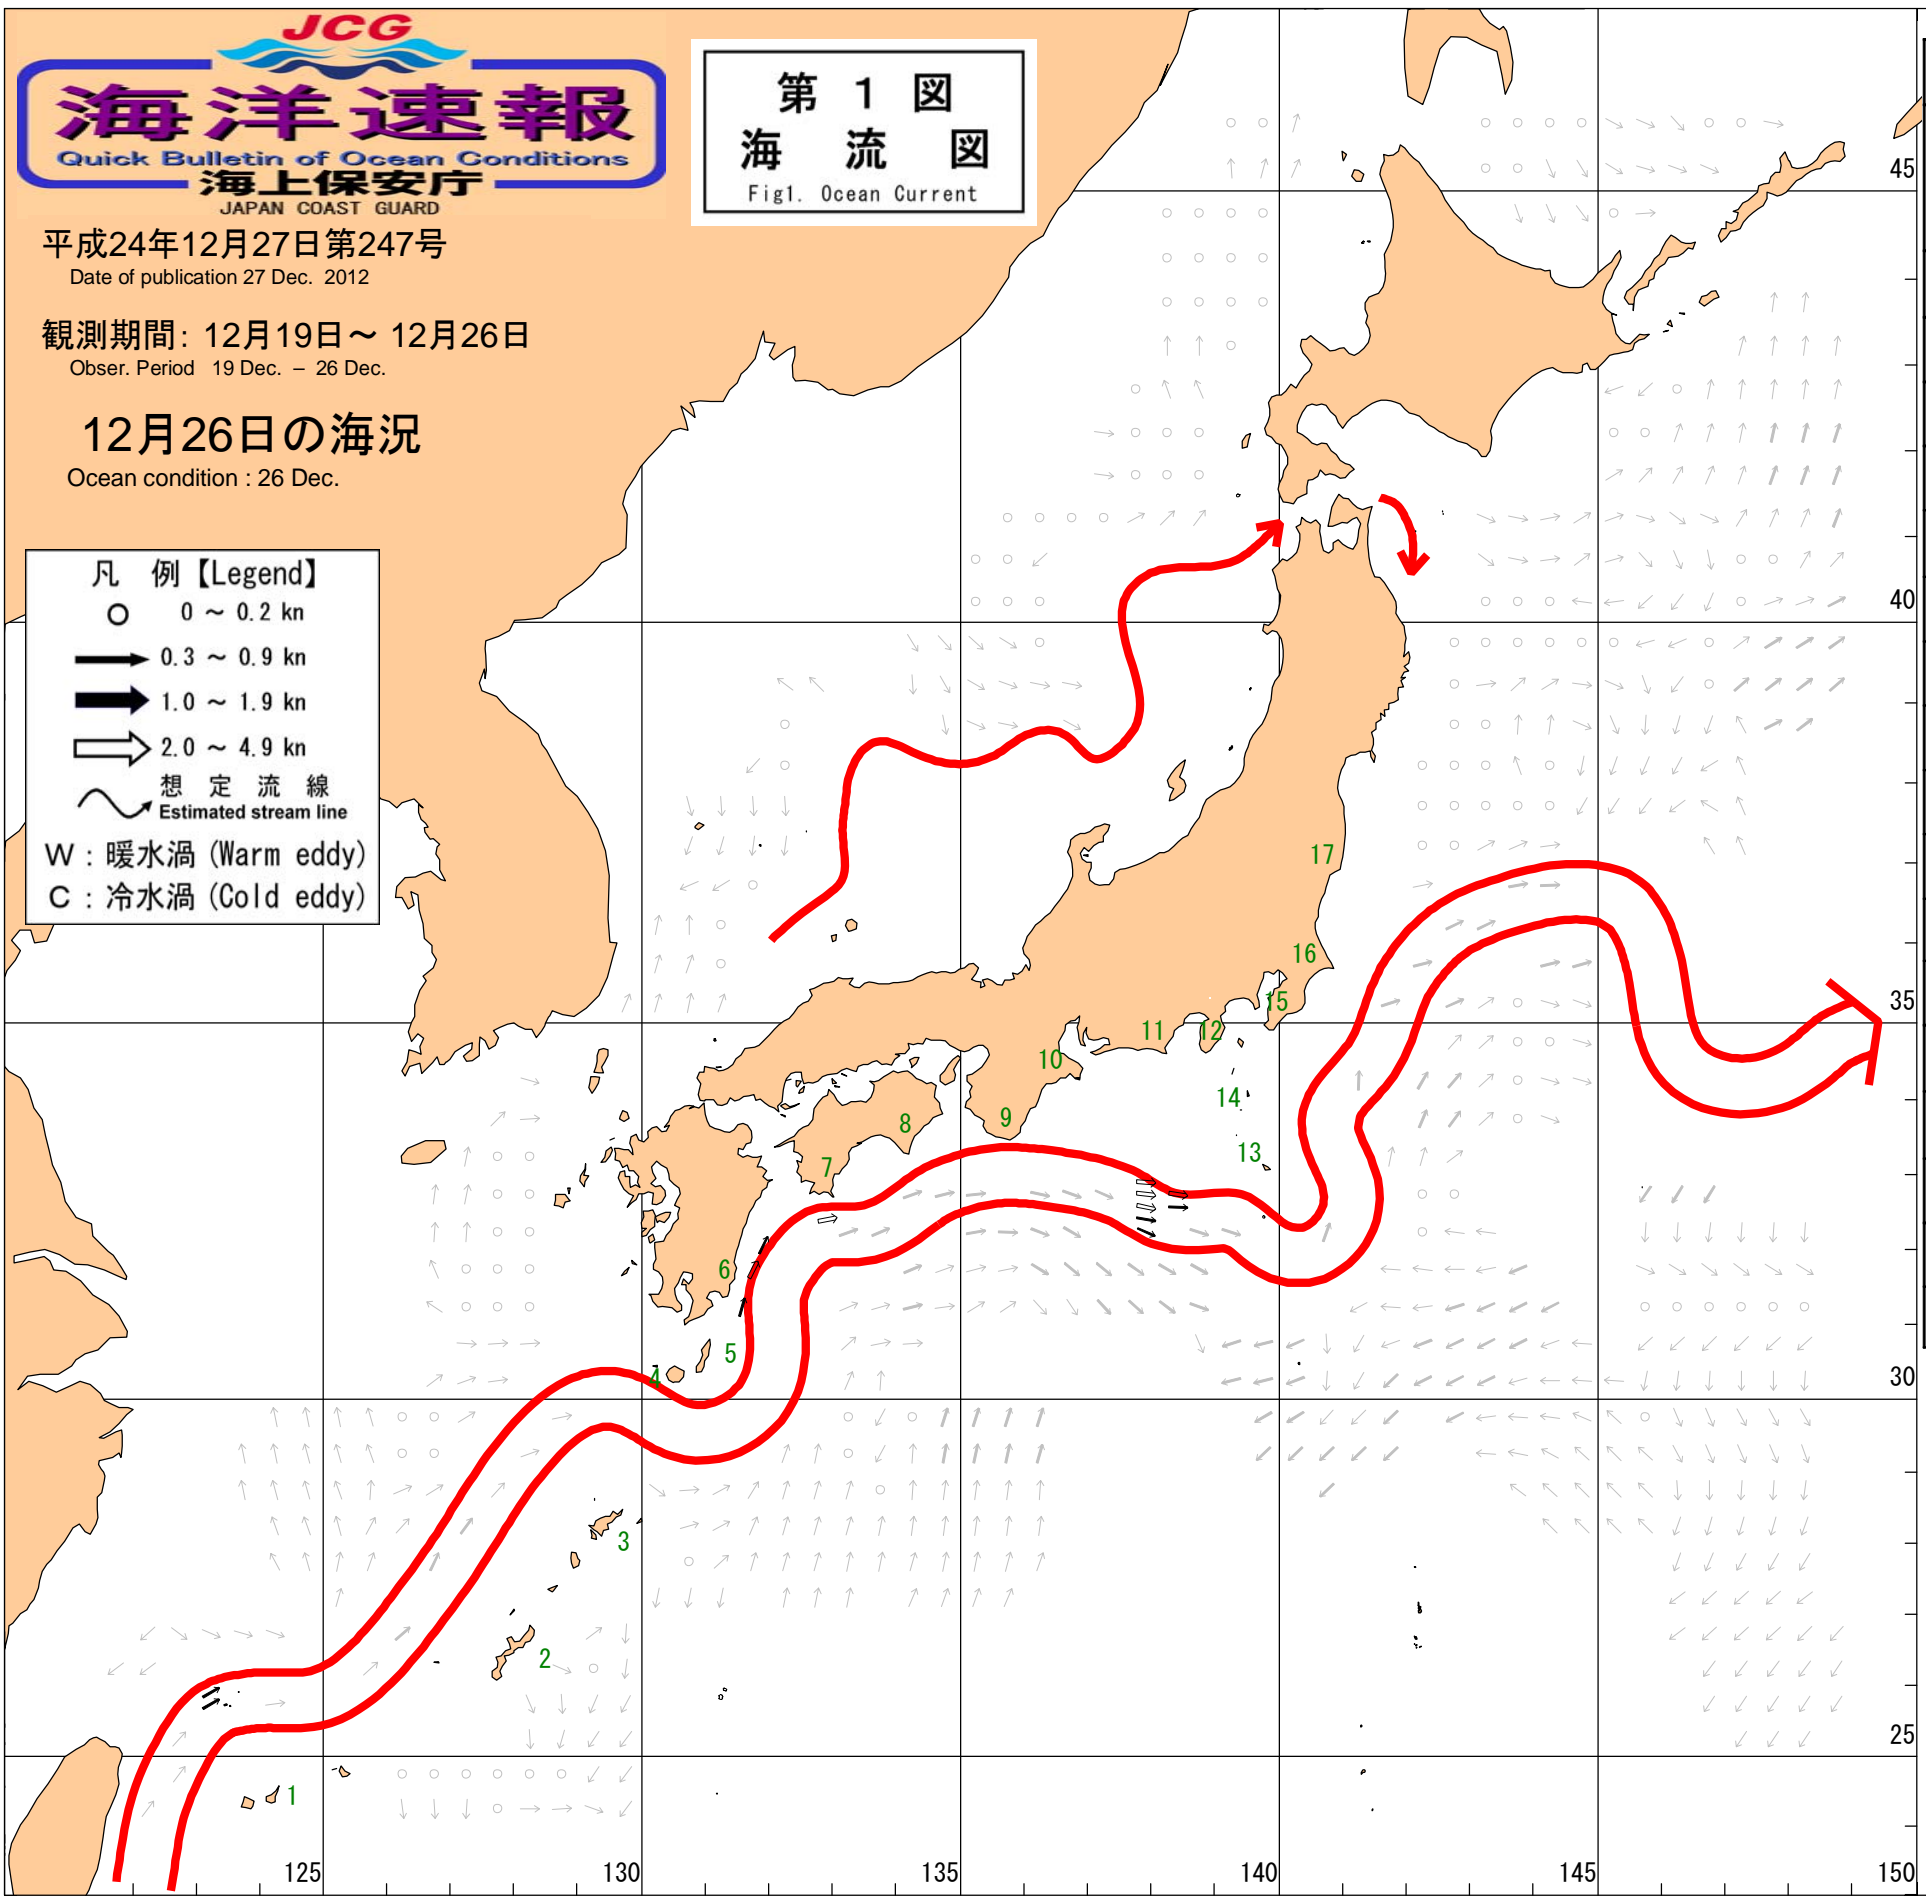 JCG
海洋速報
Quick Bulletin of Ocean Conditions
海上保安庁
JAPAN COAST GUARD
第 1 図
海 流 図
Fig1. Ocean Current
平成24年12月27日第247号
Date of publication 27 Dec. 2012
観測期間: 12月19日～ 12月26日
Obser. Period 19 Dec. – 26 Dec.
12月26日の海況
Ocean condition : 26 Dec.
凡 例【Legend】
0 ～ 0.2 kn
0.3 ～ 0.9 kn
1.0 ～ 1.9 kn
2.0 ～ 4.9 kn
想 定 流 線
Estimated stream line
W : 暖水渦 (Warm eddy)
C : 冷水渦 (Cold eddy)
45
40
17
16
35
15
12
11
10
14
9
8
13
7
6
5
4
30
3
2
25
1
125
130
135
140
145
150